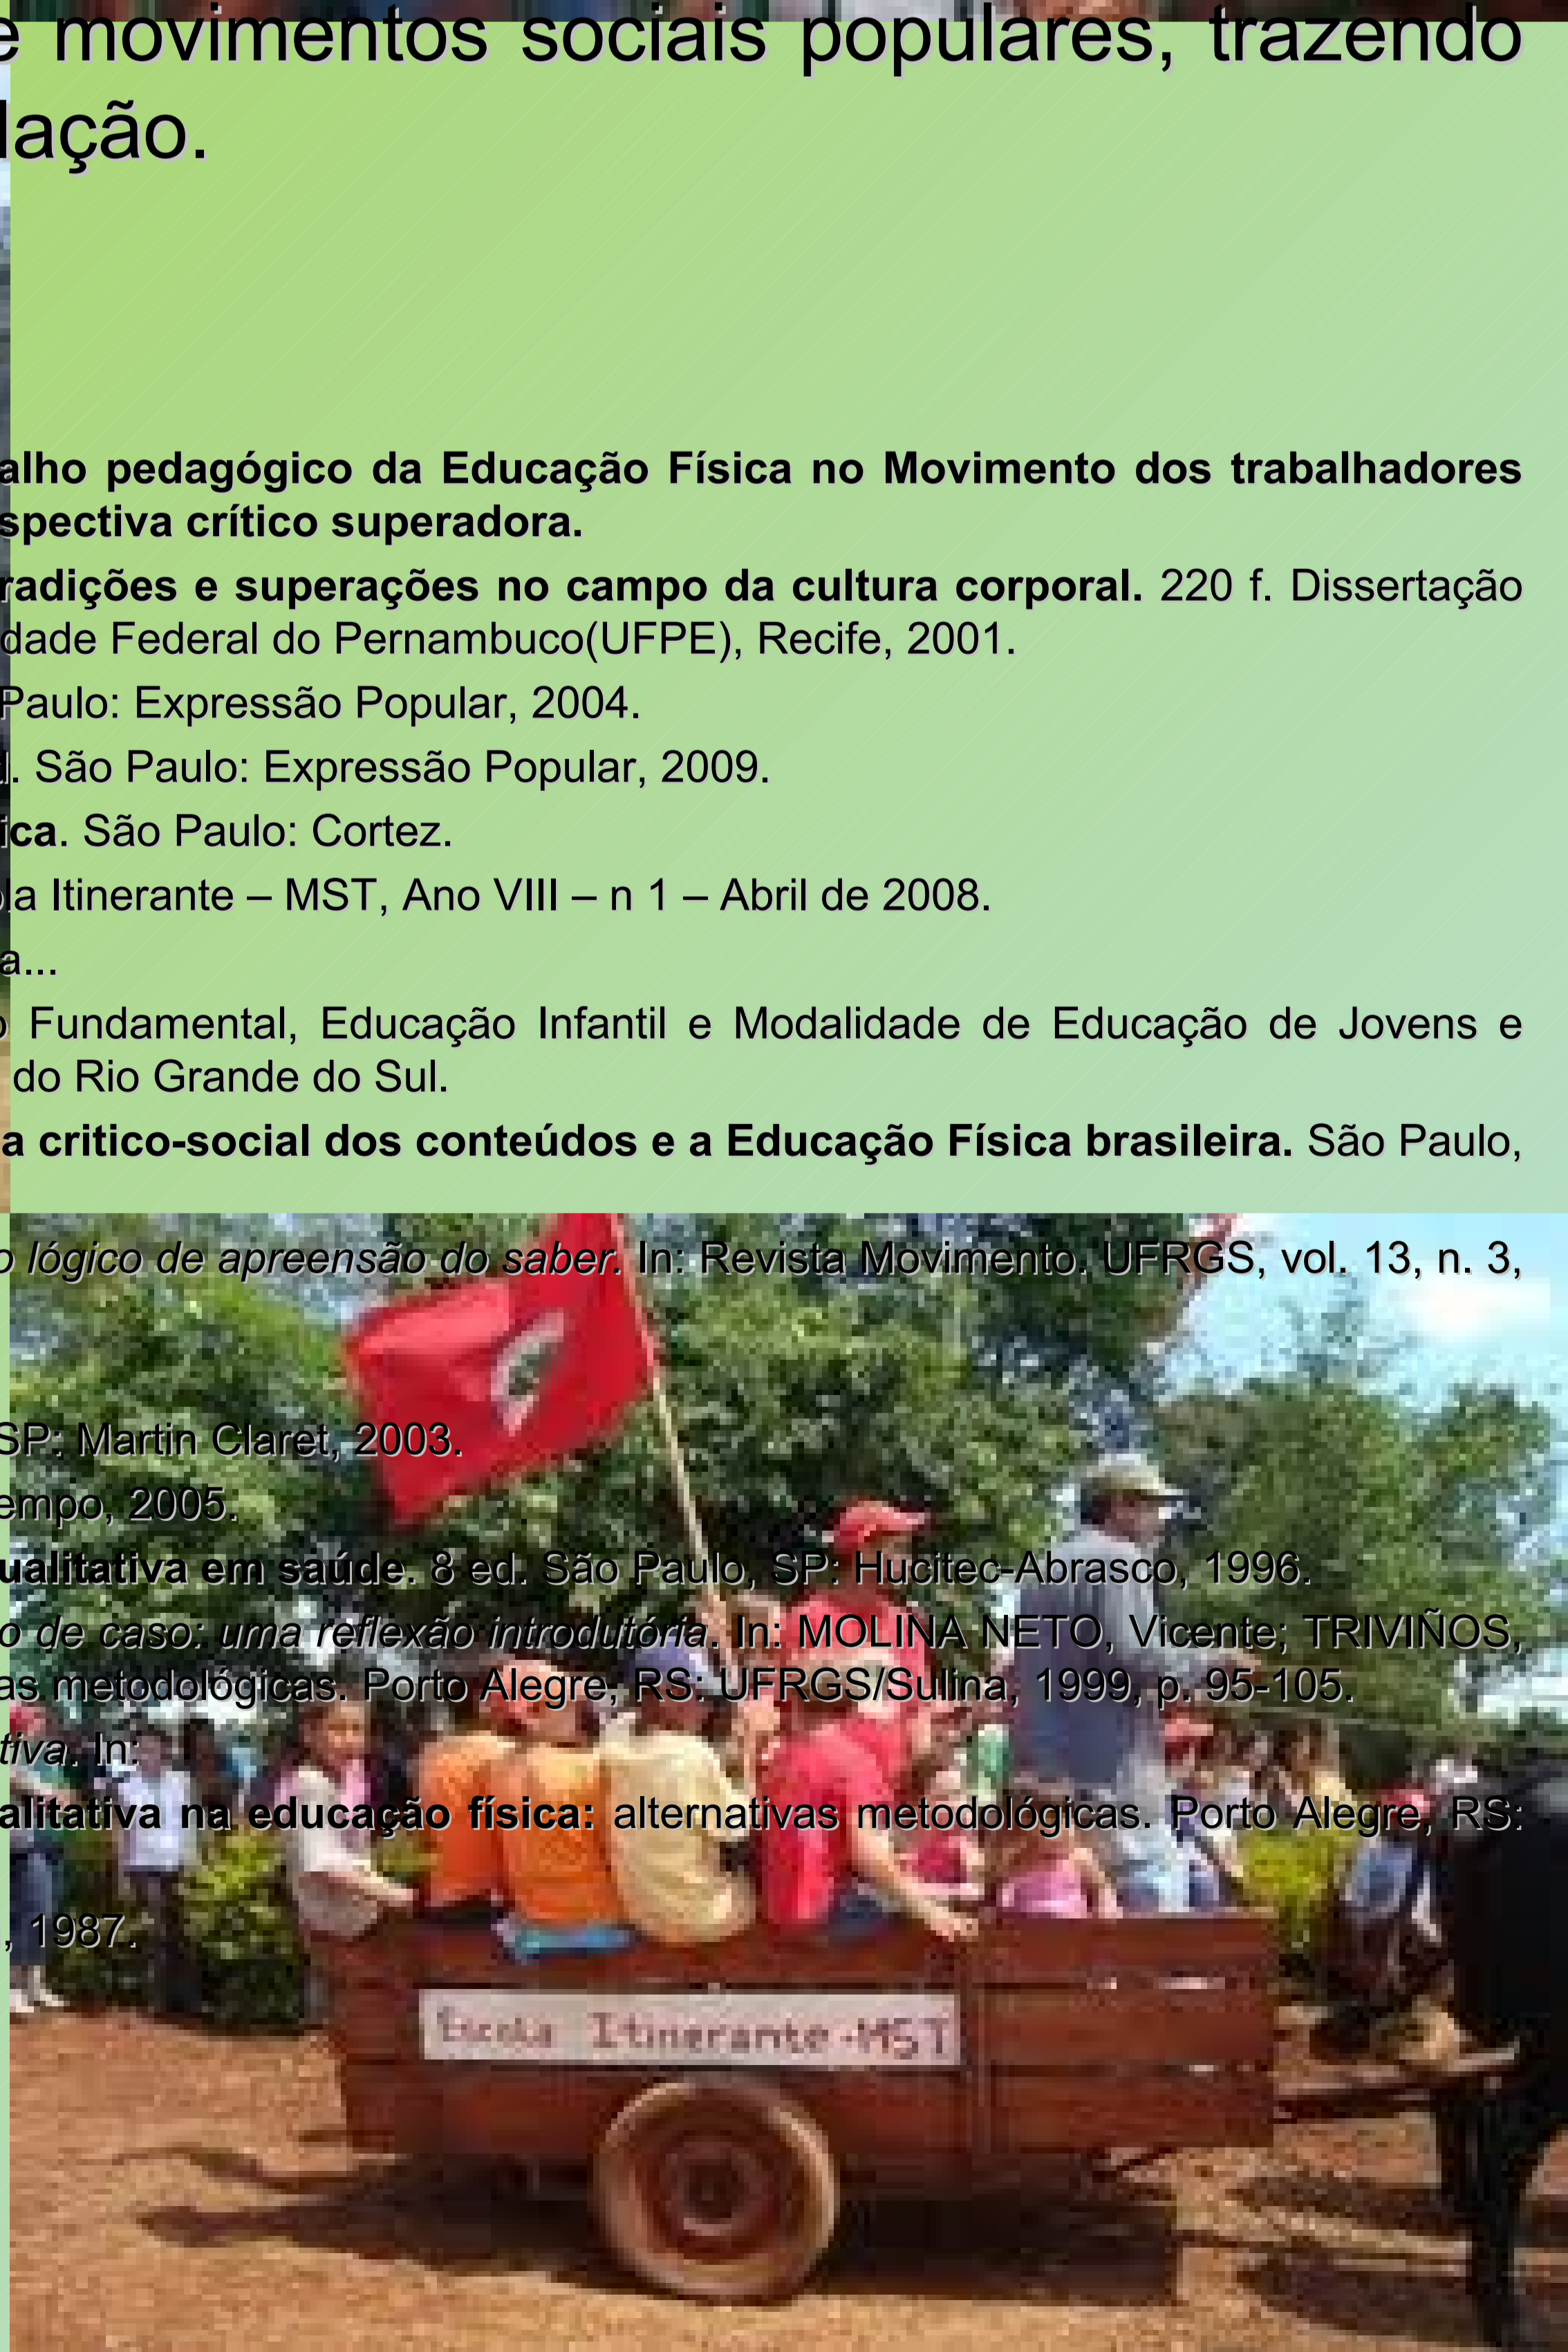 e movimentos sociais populares, trazendo
lação.
alho pedagógico da Educação Física no Movimento dos trabalhadores
spectiva crítico superadora.
radições e superações no campo da cultura corporal. 220 f. Dissertação
dade Federal do Pernambuco(UFPE), Recife, 2001.
Paulo: Expressão Popular, 2004.
l. São Paulo: Expressão Popular, 2009.
ica. São Paulo: Cortez.
la Itinerante – MST, Ano VIII – n 1 – Abril de 2008.
a...
o Fundamental, Educação Infantil e Modalidade de Educação de Jovens e
do Rio Grande do Sul.
a critico-social dos conteúdos e a Educação Física brasileira. São Paulo,
o lógico de apreensão do saber. In: Revista Movimento. UFRGS, vol. 13, n. 3,
SP: Martin Claret, 2003.
empo, 2005.
ualitativa em saúde. 8 ed. São Paulo, SP: Hucitec-Abrasco, 1996.
o de caso: uma reflexão introdutória. In: MOLINA NETO, Vicente; TRIVIÑOS,
as metodológicas. Porto Alegre, RS: UFRGS/Sulina, 1999, p. 95-105.
tiva. In:
alitativa na educação física: alternativas metodológicas. Porto Alegre, RS:
, 1987.
Escola Itinerante - MST